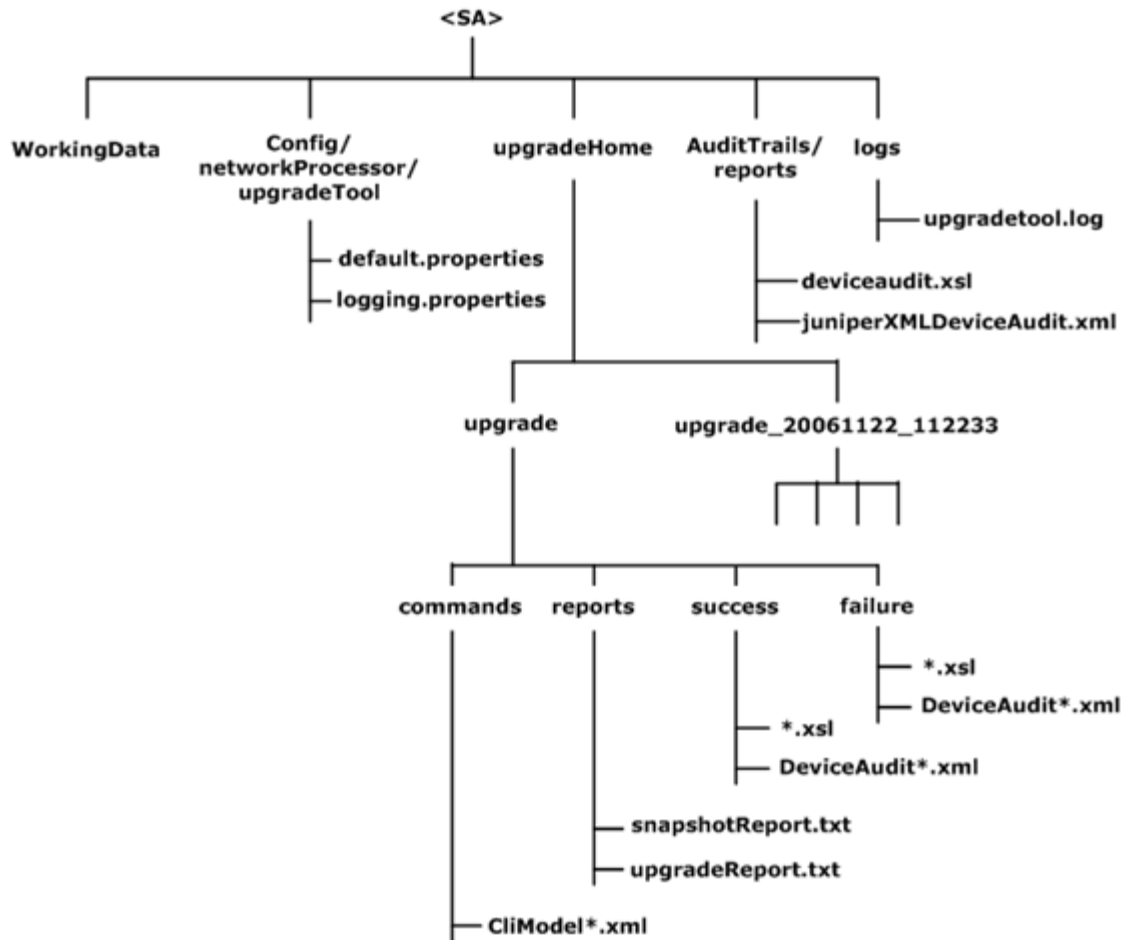 <SA>
WorkingData
Config/
networkProcessor/
upgradeTool
upgradeHome
AuditTrails/
reports
logs
upgradetool.log
default.properties
logging.properties
deviceaudit.xsl
juniperXMLDeviceAudit.xml
upgrade
upgrade_20061122_112233
commands
reports
success
failure
*.xsl
DeviceAudit*.xml
*.xsl
DeviceAudit*.xml
snapshotReport.txt
upgradeReport.txt
CliModel*.xml